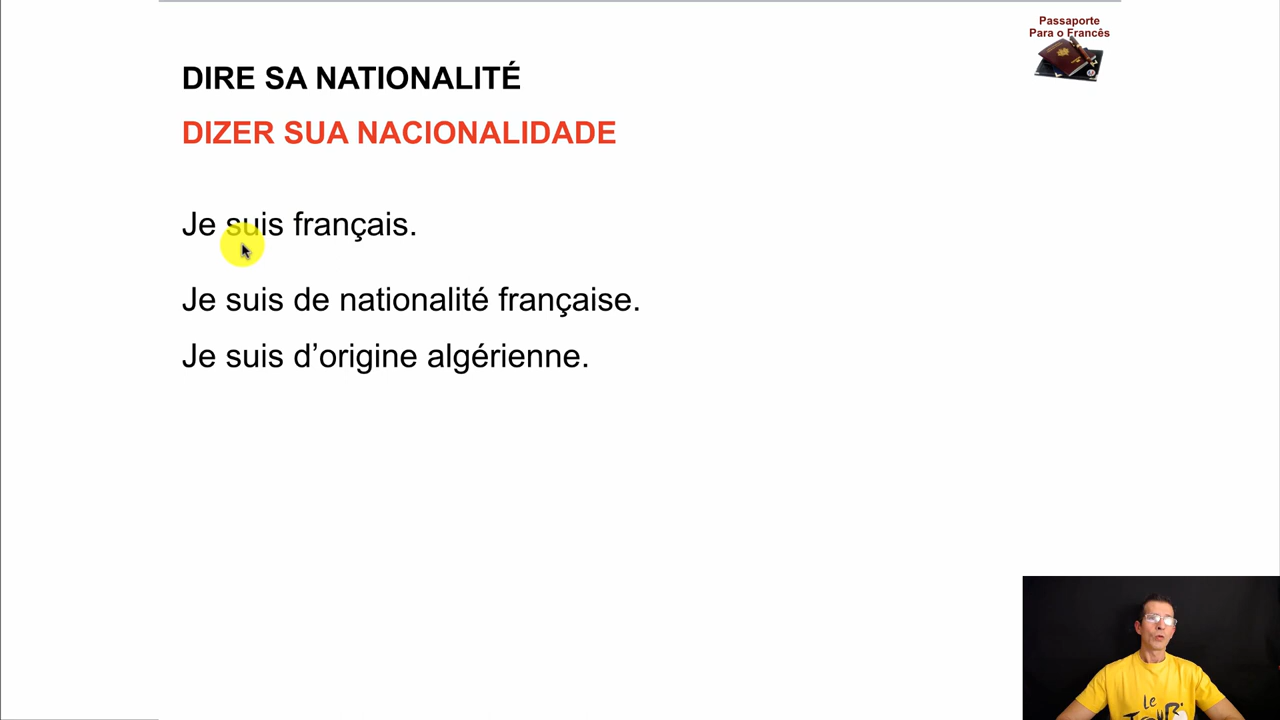 Passaporte
Para o Francês
DIRE SA NATIONALITÉ
DIZER SUA NACIONALIDADE
Je suis français.
Je suis de nationalité française.
Je suis d’origine algérienne.
Le